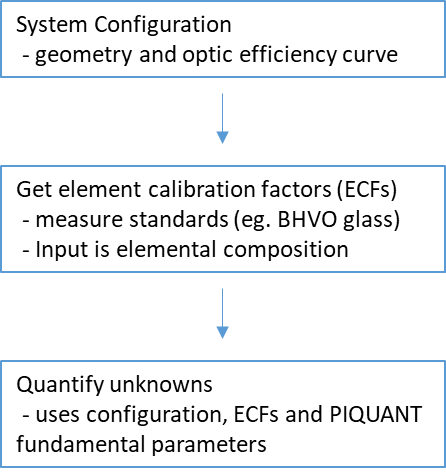 System Configuration
- geometry and optic efficiency curve
Get element calibration factors (ECFs)
- measure standards (eg. BHVO glass)
- Input is elemental composition
Quantify unknowns
- uses configuration, ECFs and PIQUANT
fundamental parameters